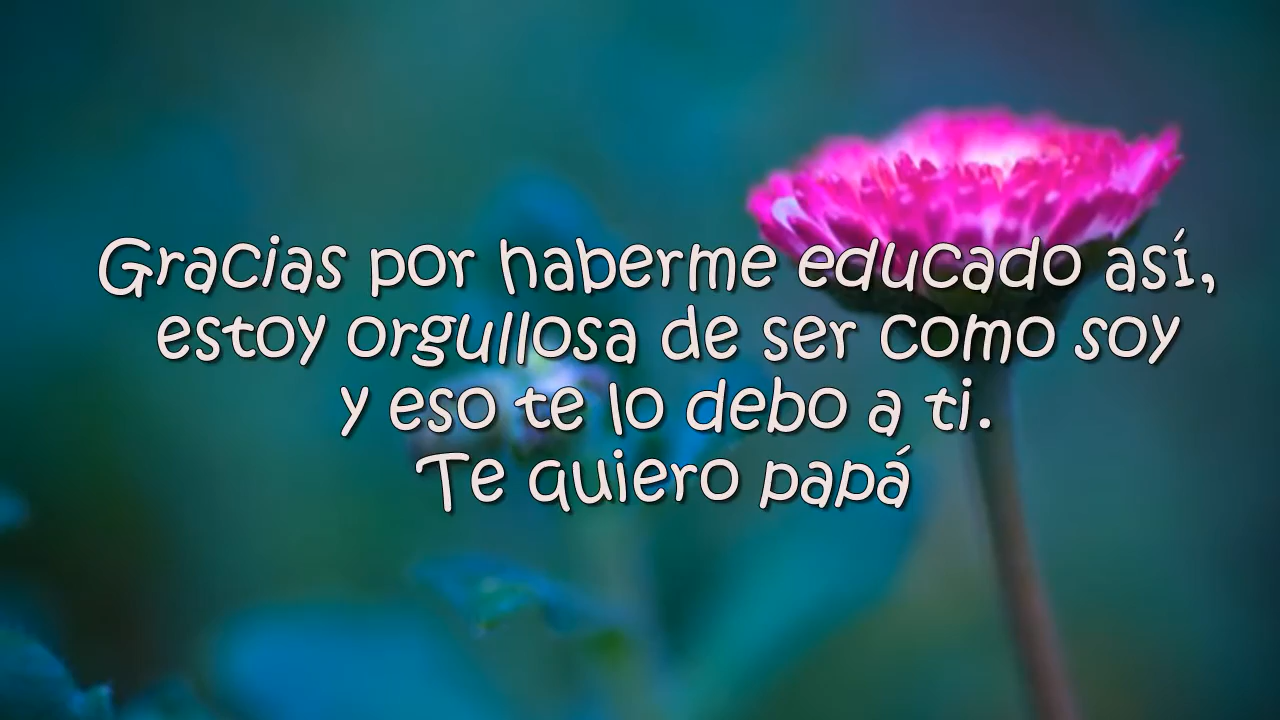 Gracias por haberme educado así,
estoy orgullosa de ser como soy
y eso te lo debo a ti.
Te quiero papá